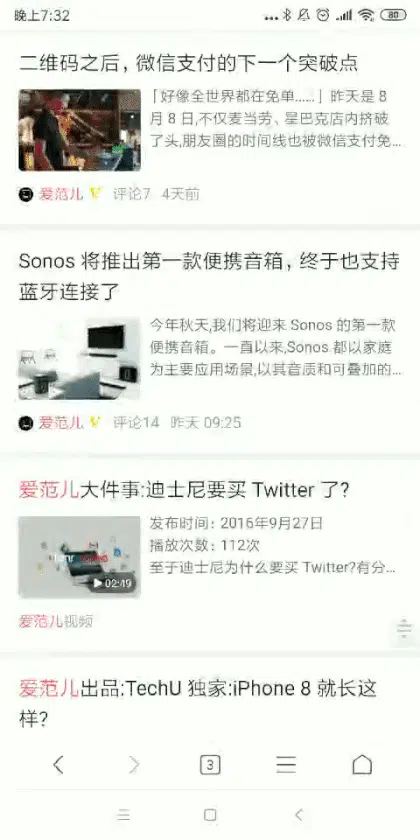 晚上7:32
80
二维码之后，微信支付的下一个突破点
「好像全世界都在免单……」昨天是 8
月 8 日,不仅麦当劳、星巴克店内挤破
了头,朋友圈的时间线也被微信支付免...
爱范儿 V 评论7 4天前
Sonos 将推出第一款便携音箱，终于也支持
蓝牙连接了
今年秋天,我们将迎来 Sonos 的第一款
便携音箱。一直以来,Sonos 都以家庭
为主要应用场景,以其音质和可叠加的...
爱范儿 V 评论14 昨天 09:25
爱范儿大件事:迪士尼要买 Twitter 了?
发布时间：2016年9月27日
播放次数：112次
至于迪士尼为什么要买 Twitter?有分...
02:49
爱范儿视频
爱范儿出品:TechU 独家:iPhone 8 就长这
样?
3